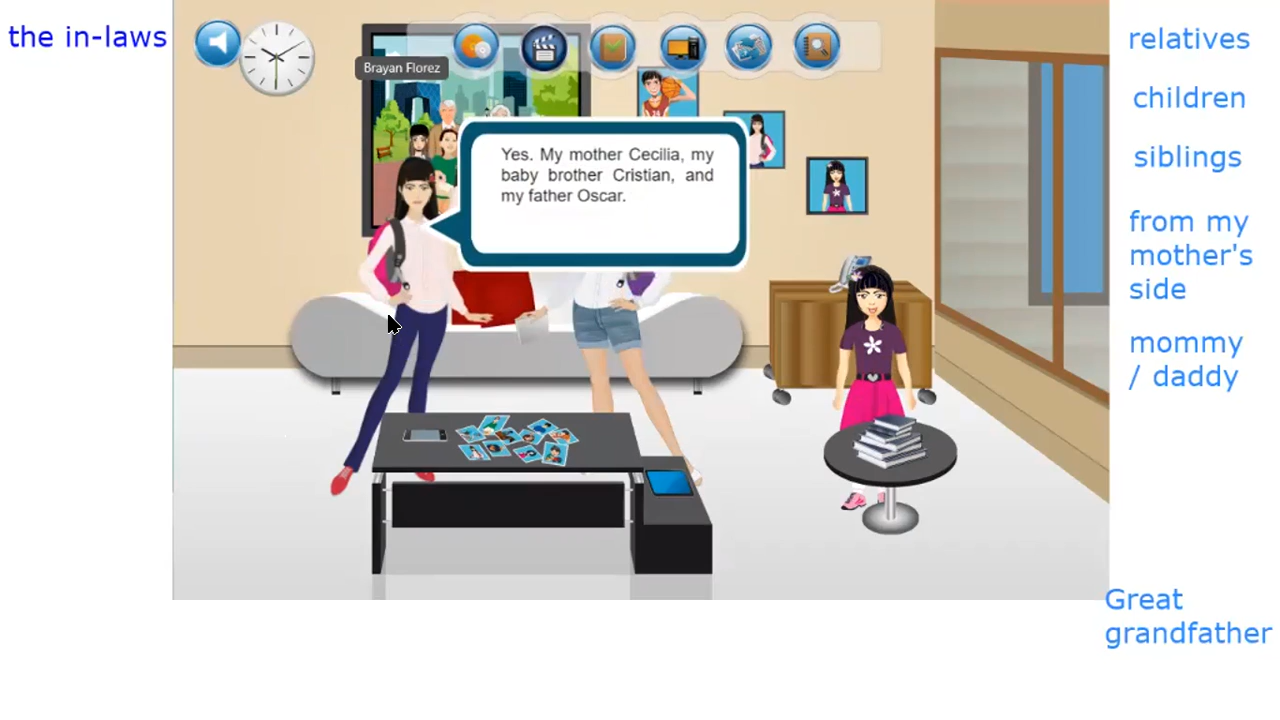 the in-laws
Brayan Florez
Yes. My mother Cecilia, my
baby brother Cristian, and
my father Oscar.
relatives
children
siblings
from my
mother's
side
mommy
/ daddy
Great
grandfather